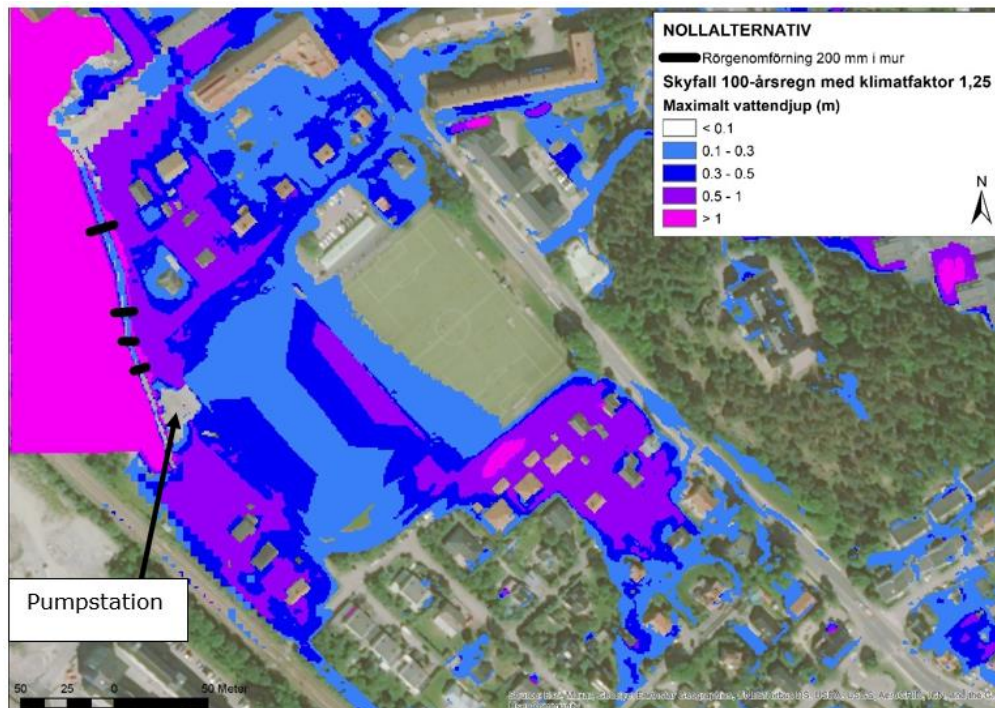 NOLLALTERNATIV
Rörgenomförning 200 mm i mur
Skyfall 100-årsregn med klimatfaktor 1,25
Maximalt vattendjup (m)
< 0.1
0.1 - 0.3
0.3 - 0.5
0.5 - 1
> 1
N
Pumpstation
50 25 0 50 Meter